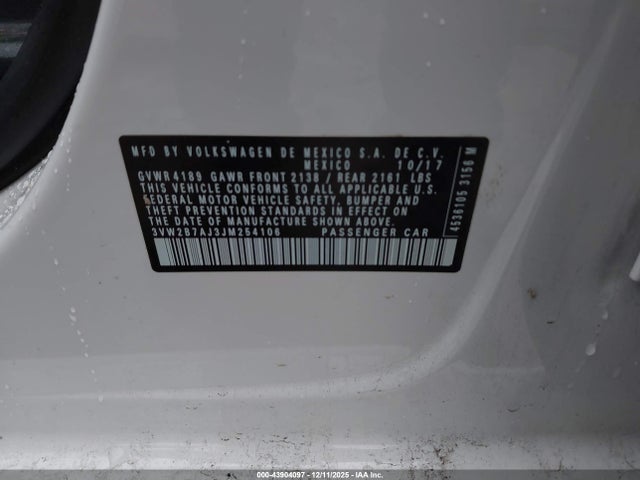 MFD BY VOLKSWAGEN DE MEXICO S.A. DE C.V.
MEXICO 10/17
GVWR 4189 GAWR FRONT 2138 / REAR 2161 LBS
THIS VEHICLE CONFORMS TO ALL APPLICABLE U.S.
FEDERAL MOTOR VEHICLE SAFETY, BUMPER AND
THEFT PREVENTION STANDARDS IN EFFECT ON THE
DATE OF MANUFACTURE SHOWN ABOVE.
3VW2B7AJ3JM254106 PASSENGER CAR
4536105 3156 M
000-43904097 - 12/11/2025 - IAA Inc.